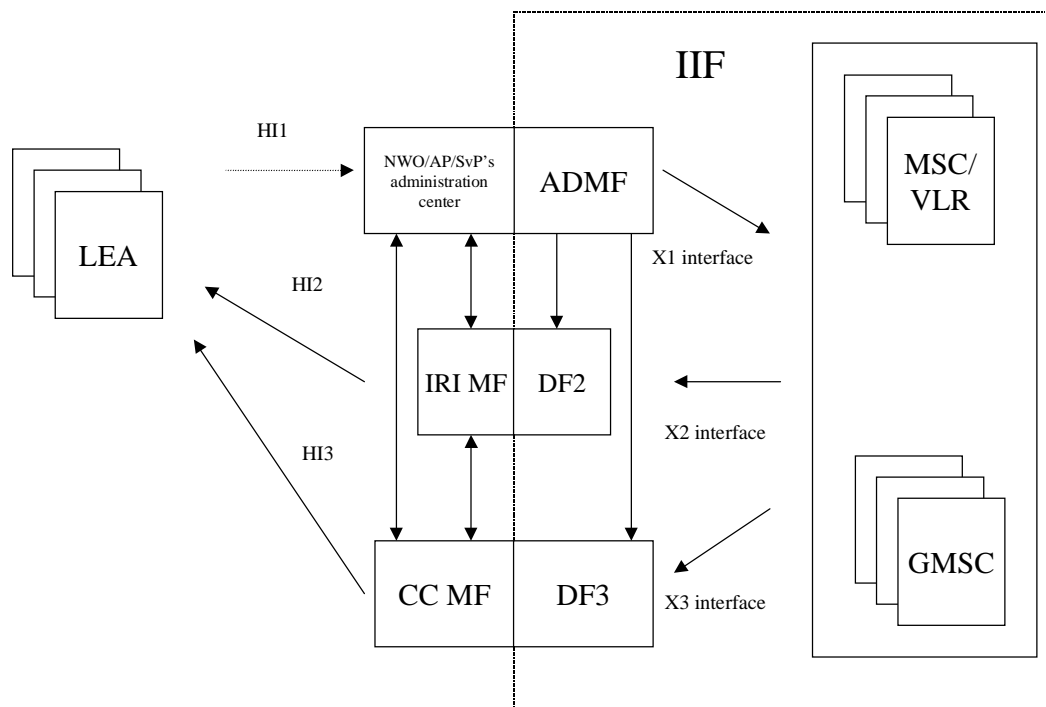 IIF
HI1
NWO/AP/SvP's
administration
center
ADMF
MSC/
VLR
LEA
X1 interface
HI2
IRI MF
DF2
X2 interface
HI3
CC MF
DF3
X3 interface
GMSC